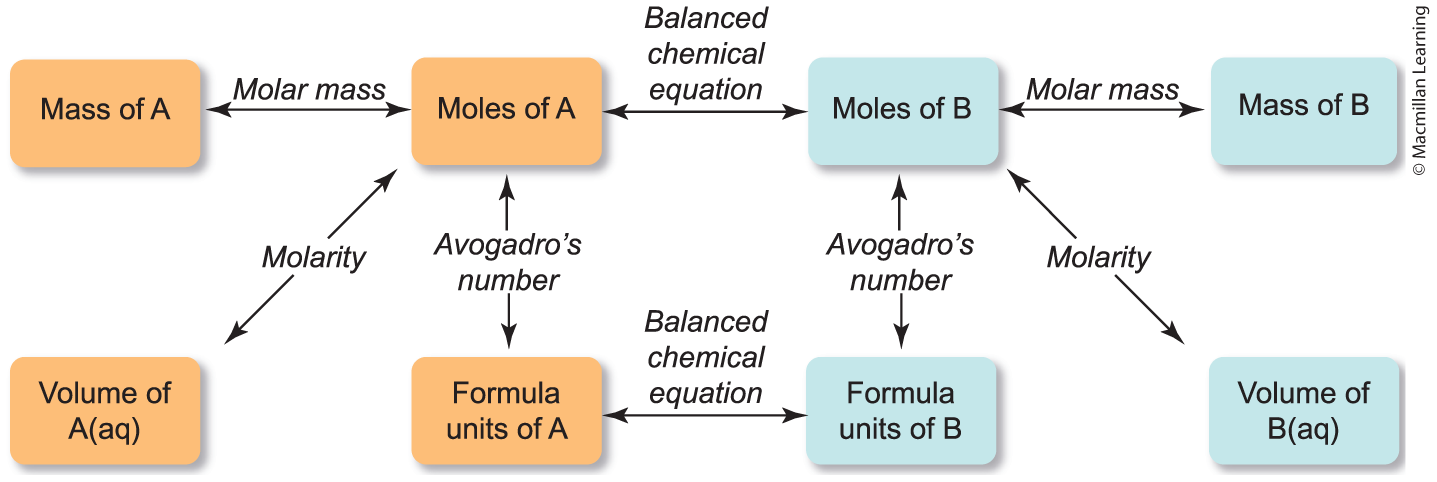 Balanced
chemical
equation
Mass of A
Molar mass
Moles of A
Moles of B
Molar mass
Mass of B
Molarity
Avogadro’s
number
Avogadro’s
number
Molarity
Balanced
chemical
equation
Volume of
A(aq)
Formula
units of A
Formula
units of B
Volume of
B(aq)
© Macmillan Learning